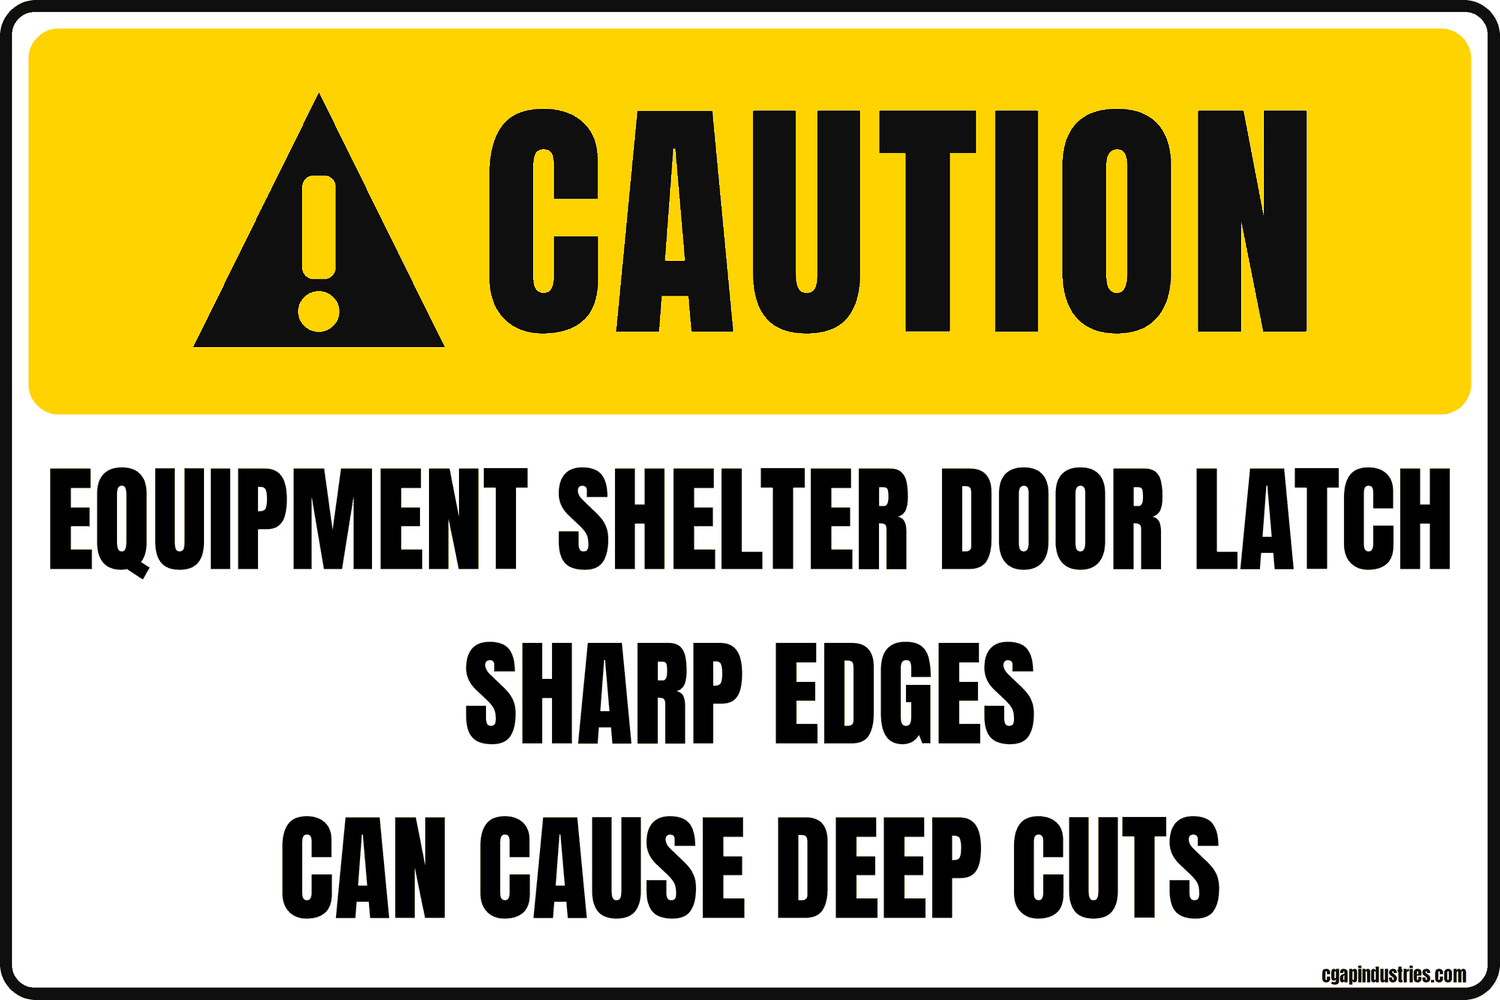 CAUTION
EQUIPMENT SHELTER DOOR LATCH
SHARP EDGES
CAN CAUSE DEEP CUTS
cgapindustries.com